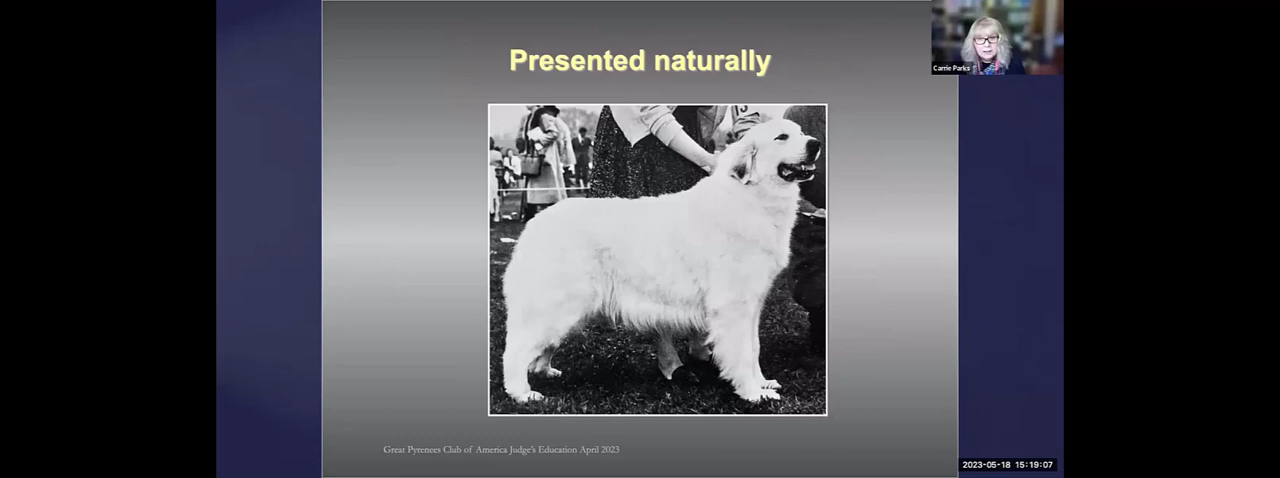 Presented naturally
Carrie Parks
13
Great Pyrenees Club of America Judge's Education April 2023
2023-05-18 15:19:07